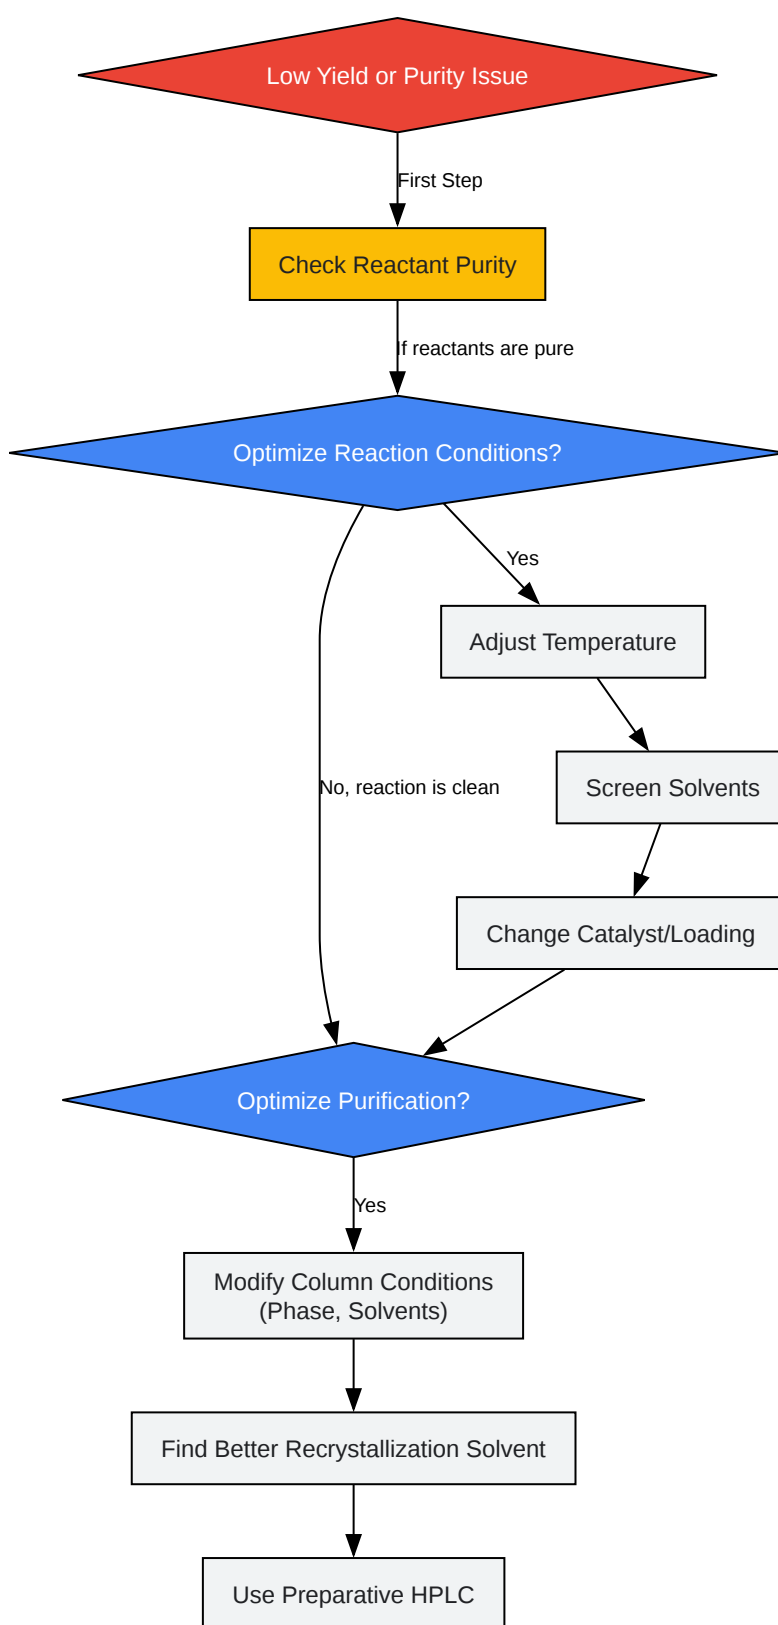 Low Yield or Purity Issue
First Step
Check Reactant Purity
If reactants are pure
Optimize Reaction Conditions?
Yes
Adjust Temperature
Screen Solvents
No, reaction is clean
Change Catalyst/Loading
Optimize Purification?
Yes
Modify Column Conditions
(Phase, Solvents)
Find Better Recrystallization Solvent
Use Preparative HPLC